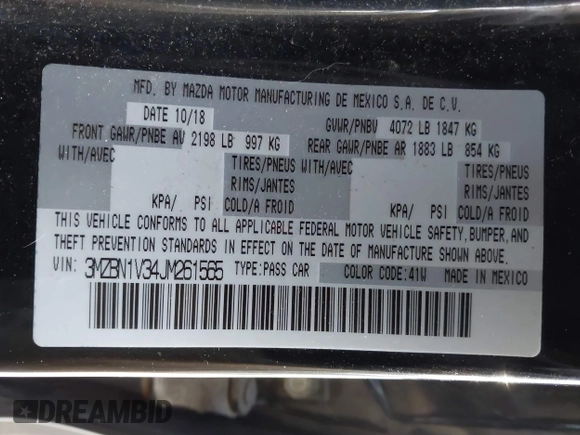 MFD. BY MAZDA MOTOR MANUFACTURING DE MEXICO S.A. DE C.V.
DATE 10/18 GVWR/PNBV 4072 LB 1847 KG
FRONT GAWR/PNBE AV 2198 LB 997 KG REAR GAWR/PNBE AR 1883 LB 854 KG
WITH/AVEC TIRES/PNEUS WITH/AVEC TIRES/PNEUS
RIMS/JANTES RIMS/JANTES
KPA/ PSI COLD/A FROID KPA/ PSI COLD/A FROID
THIS VEHICLE CONFORMS TO ALL APPLICABLE FEDERAL MOTOR VEHICLE SAFETY, BUMPER, AND
THEFT PREVENTION STANDARDS IN EFFECT ON THE DATE OF MANUFACTURE SHOWN ABOVE.
VIN: 3MZBN1V34JM261565 TYPE:PASS CAR COLOR CODE:41W MADE IN MEXICO
DREAMBID